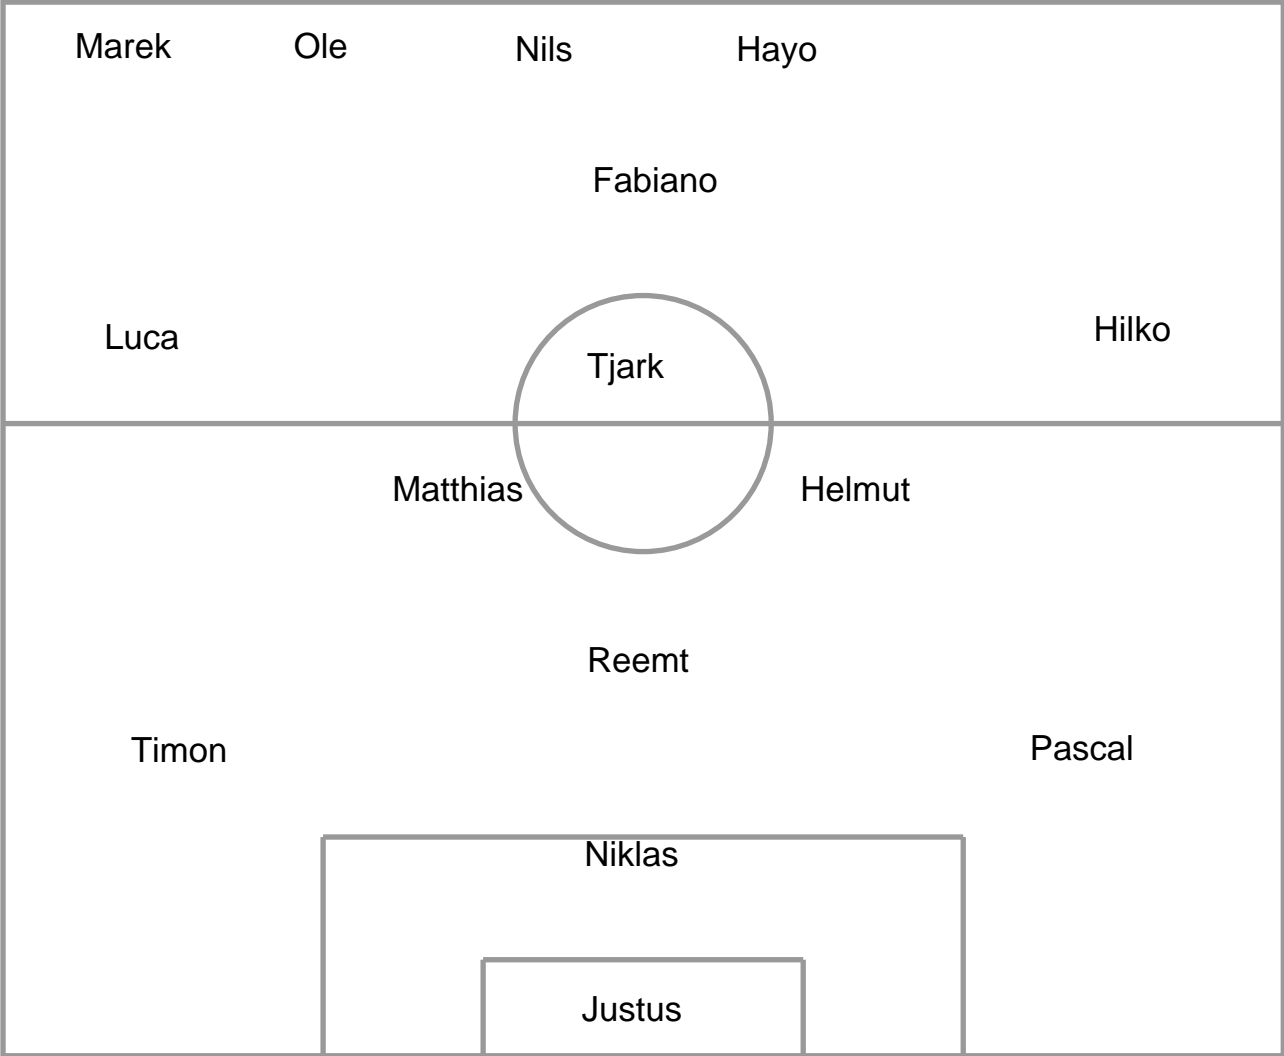 Marek Ole Nils Hayo
Fabiano
Luca Hilko
Tjark
Matthias Helmut
Reemt
Timon Pascal
Niklas
Justus